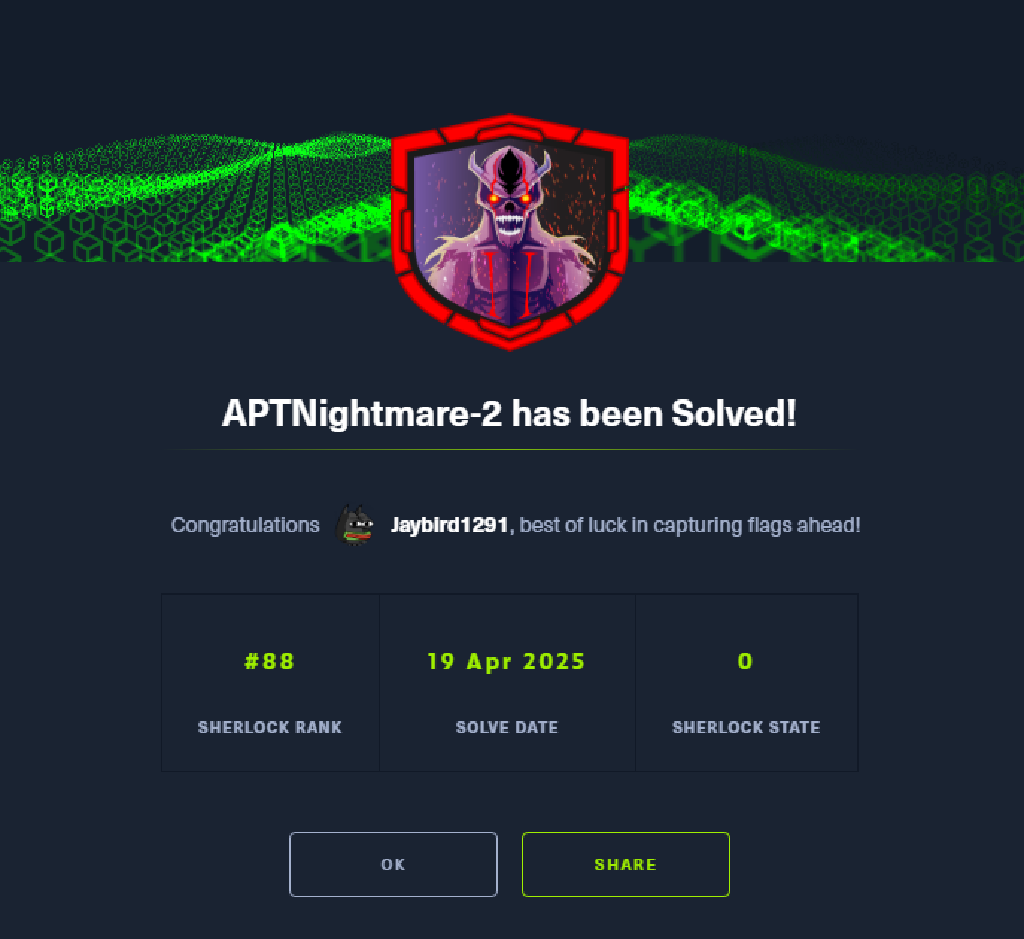 APTNightmare-2 has been Solved!
Congratulations Jaybird1291, best of luck in capturing flags ahead!
#88 19 Apr 2025 0
SHERLOCK RANK SOLVE DATE SHERLOCK STATE
OK SHARE